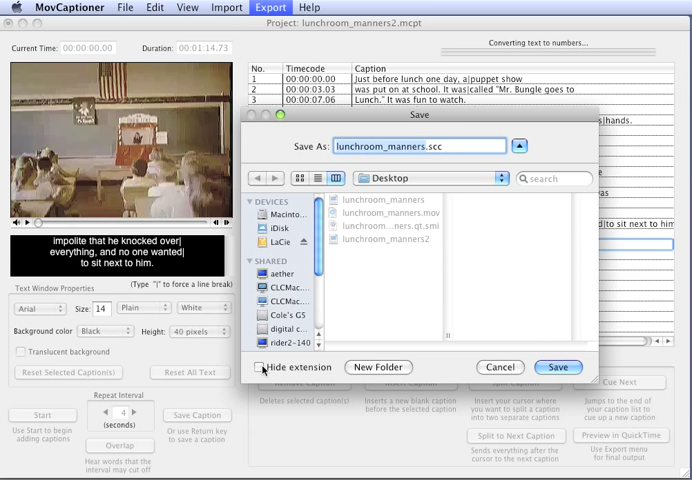 MovCaptioner File Edit View Import Export Help
Project: lunchroom_manners2.mcpt
Current Time: 00:00:00.00 Duration: 00:01:14.73
Converting text to numbers...
No. Timecode Caption
1 00:00:00.00 Just before lunch one day, a|puppet show
2 00:00:03.03 was put on at school. It was|called "Mr. Bungle goes to
3 00:00:07.06 Lunch." It was fun to watch.
Save
hands.
Save As: lunchroom_manners.scc
Desktop
search
DEVICES
Macinto...
iDisk
LaCie
SHARED
aether
CLCMac...
CLCMac...
Cole's G5
digital c...
rider2-140
lunchroom_manners
lunchroom_manners.mov
lunchroom_...ners.qt.smi
lunchroom_manners2
was
d|to sit next to him
impolite that he knocked over|
everything, and no one wanted|
to sit next to him.
(Type "|" to force a line break)
Text Window Properties
Arial Size: 14 Plain White
Background color Black Height: 40 pixels
Translucent background
Reset Selected Caption(s) Reset All Text
Hide extension New Folder Cancel Save
Repeat Interval
Start 4 Save Caption
(seconds)
Use Start to begin
adding captions
Or use Return key
to save a caption
Overlap
Hear words that the
interval may cut off
Cue Next
Deletes selected caption(s)
Inserts a new blank caption
before the selected caption
Insert your cursor where
you want to split a caption
into two separate captions
Jumps to the end of
your caption list to
cue up a new caption
Split to Next Caption Preview in QuickTime
Sends everything after the
cursor to the next caption
Use Export menu
for final output